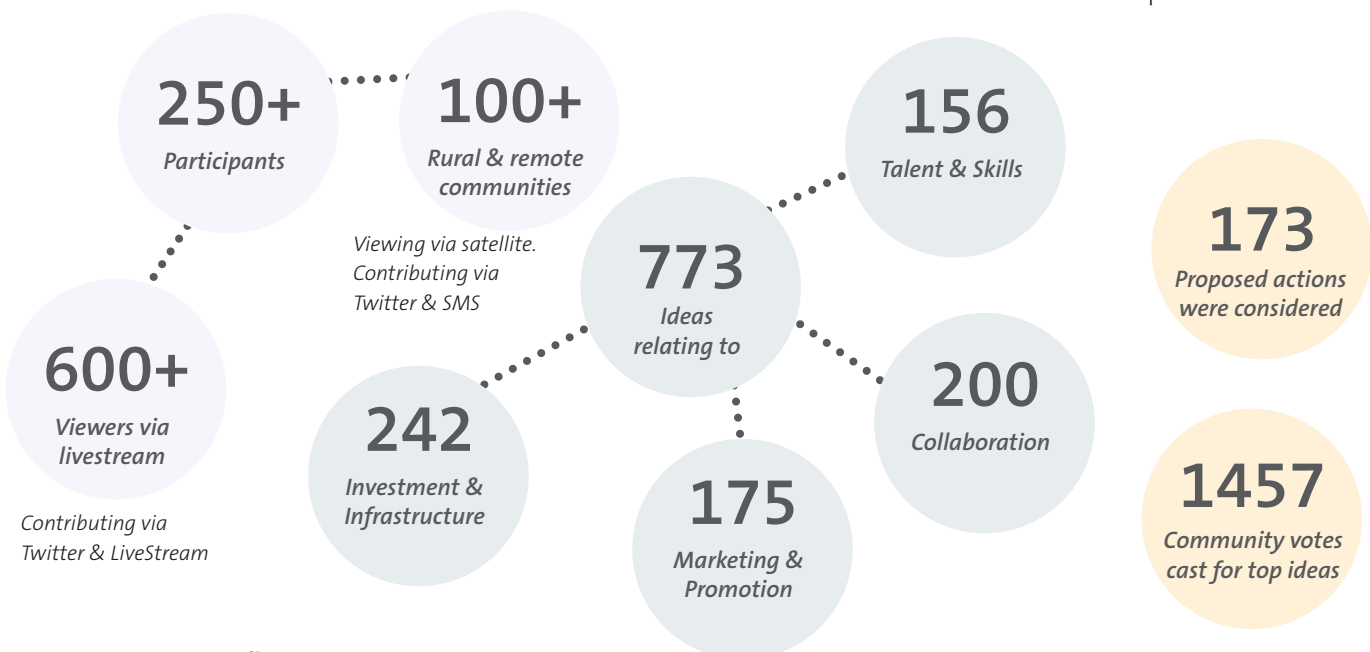 250+
Participants
100+
Rural & remote
communities
Viewing via satellite.
Contributing via
Twitter & SMS
600+
Viewers via
livestream
Contributing via
Twitter & LiveStream
773
Ideas
relating to
156
Talent & Skills
200
Collaboration
175
Marketing &
Promotion
242
Investment &
Infrastructure
173
Proposed actions
were considered
1457
Community votes
cast for top ideas